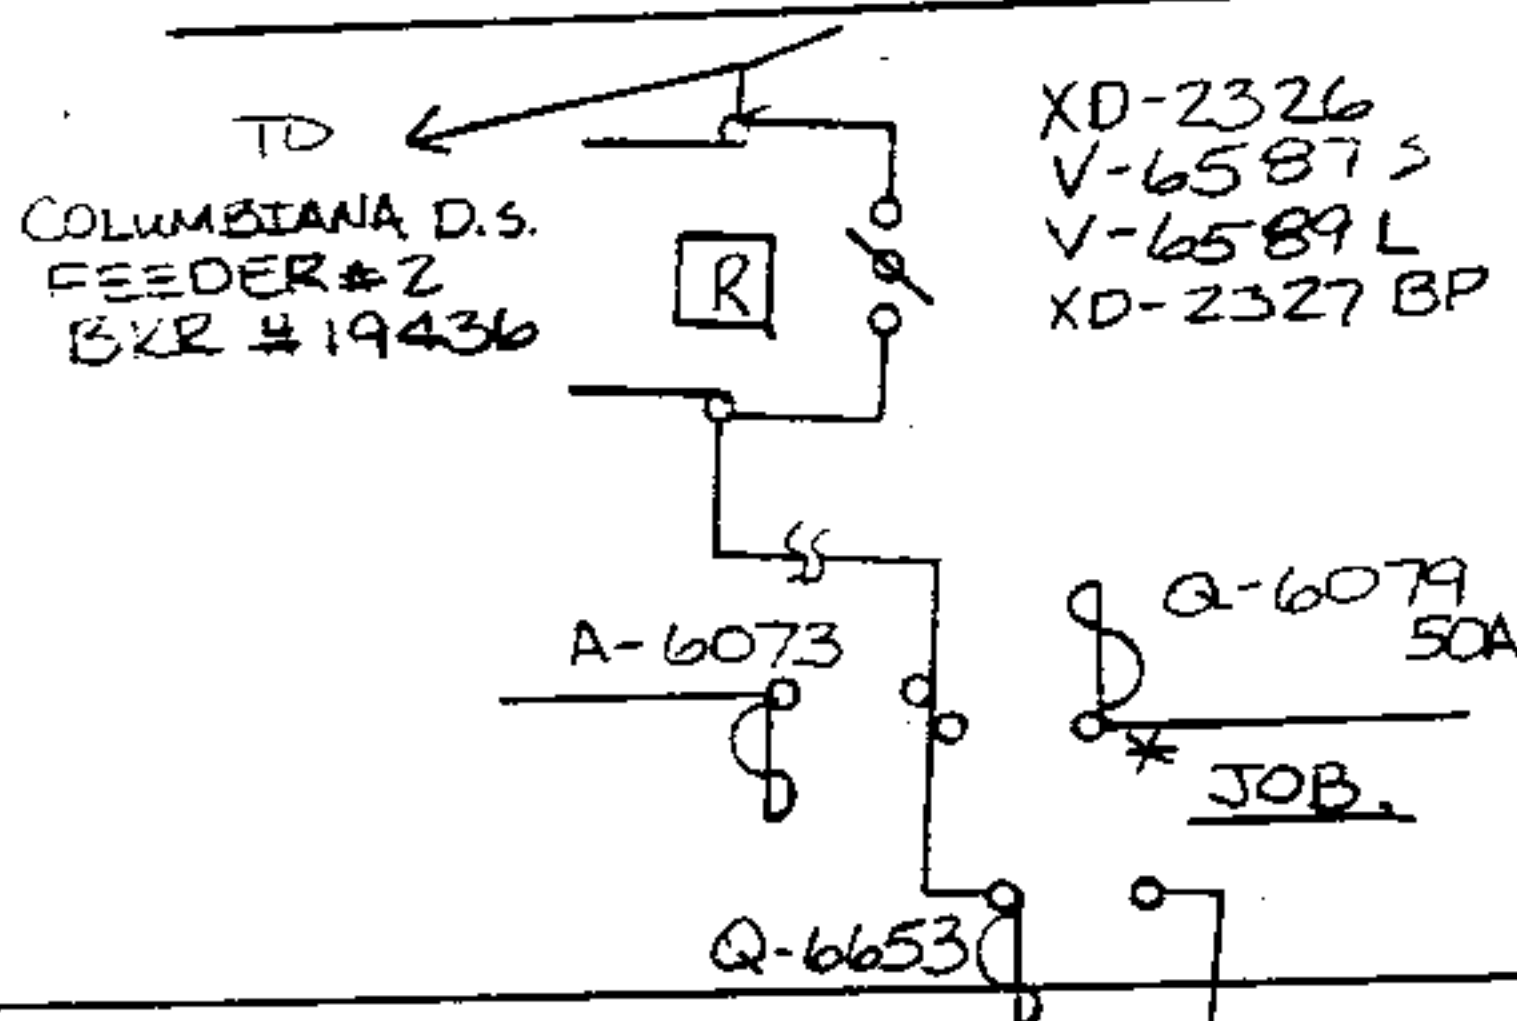 TO
COLUMBIANA D.S.
FEEDER #2
BKR #19436
R
XD-2326
V-6587 S
V-6589 L
XD-2327 BP
A-6073
Q-6079
50A
* JOB.
Q-6653